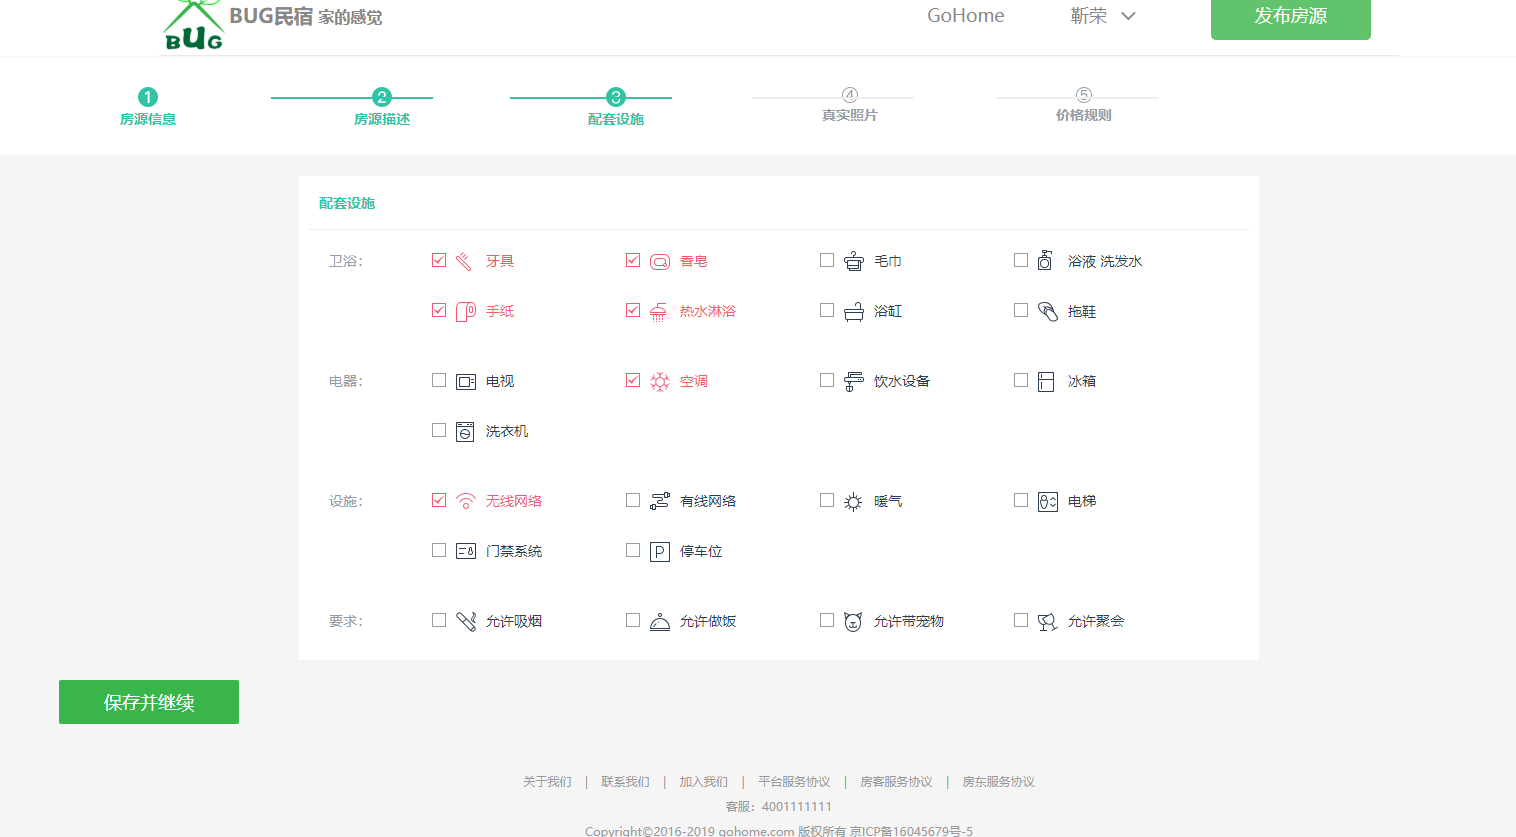 BUG民宿 家的感觉 GoHome 靳荣 发布房源
BUG
1 2 3 4 5
房源信息 房源描述 配套设施 真实照片 价格规则
配套设施
卫浴： 牙具 香皂 毛巾 浴液 洗发水
手纸 热水淋浴 浴缸 拖鞋
电器： 电视 空调 饮水设备 冰箱
洗衣机
设施： 无线网络 有线网络 暖气 电梯
门禁系统 P 停车位
要求： 允许吸烟 允许做饭 允许带宠物 允许聚会
保存并继续
关于我们 | 联系我们 | 加入我们 | 平台服务协议 | 房客服务协议 | 房东服务协议
客服：4001111111
Copyright©2016-2019 gohome.com 版权所有 京ICP备16045679号-5